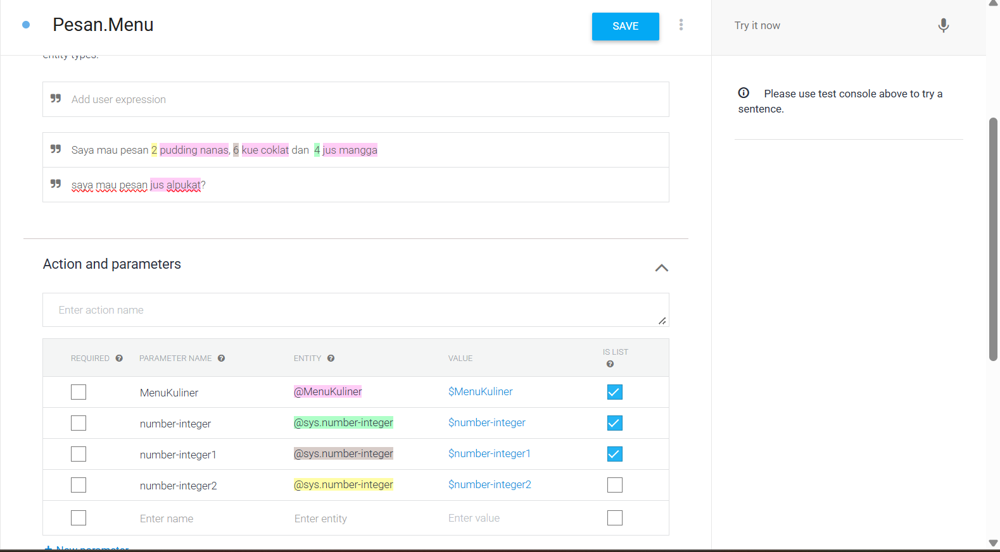 Pesan.Menu
SAVE
Try it now
entity types.
Add user expression
Please use test console above to try a
sentence.
Saya mau pesan 2 pudding nanas, 6 kue coklat dan 4 jus mangga
saya mau pesan jus alpukat?
Action and parameters
Enter action name
REQUIRED PARAMETER NAME ENTITY VALUE IS LIST
MenuKuliner @MenuKuliner $MenuKuliner
number-integer @sys.number-integer $number-integer
number-integer1 @sys.number-integer $number-integer1
number-integer2 @sys.number-integer $number-integer2
Enter name Enter entity Enter value
+ New parameter